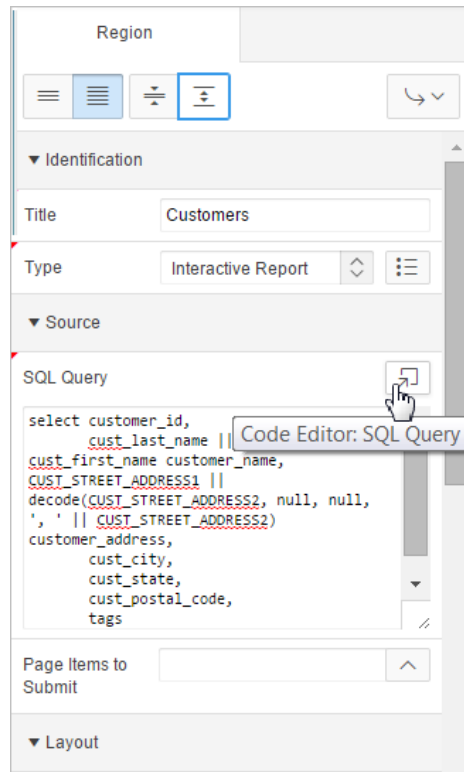 Region
▼ Identification
Title Customers
Type Interactive Report
▼ Source
SQL Query
select customer_id,
cust_last_name ||
Code Editor: SQL Query
cust_first_name customer_name,
CUST_STREET_ADDRESS1 ||
decode(CUST_STREET_ADDRESS2, null, null,
', ' || CUST_STREET_ADDRESS2)
customer_address,
cust_city,
cust_state,
cust_postal_code,
tags
Page Items to
Submit
▼ Layout